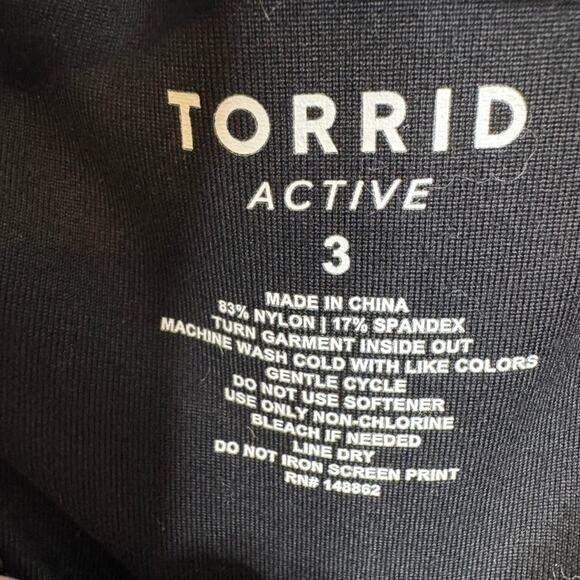 TORRID
ACTIVE
3
MADE IN CHINA
83% NYLON | 17% SPANDEX
TURN GARMENT INSIDE OUT
MACHINE WASH COLD WITH LIKE COLORS
GENTLE CYCLE
DO NOT USE SOFTENER
USE ONLY NON-CHLORINE
BLEACH IF NEEDED
LINE DRY
DO NOT IRON SCREEN PRINT
RN# 148862